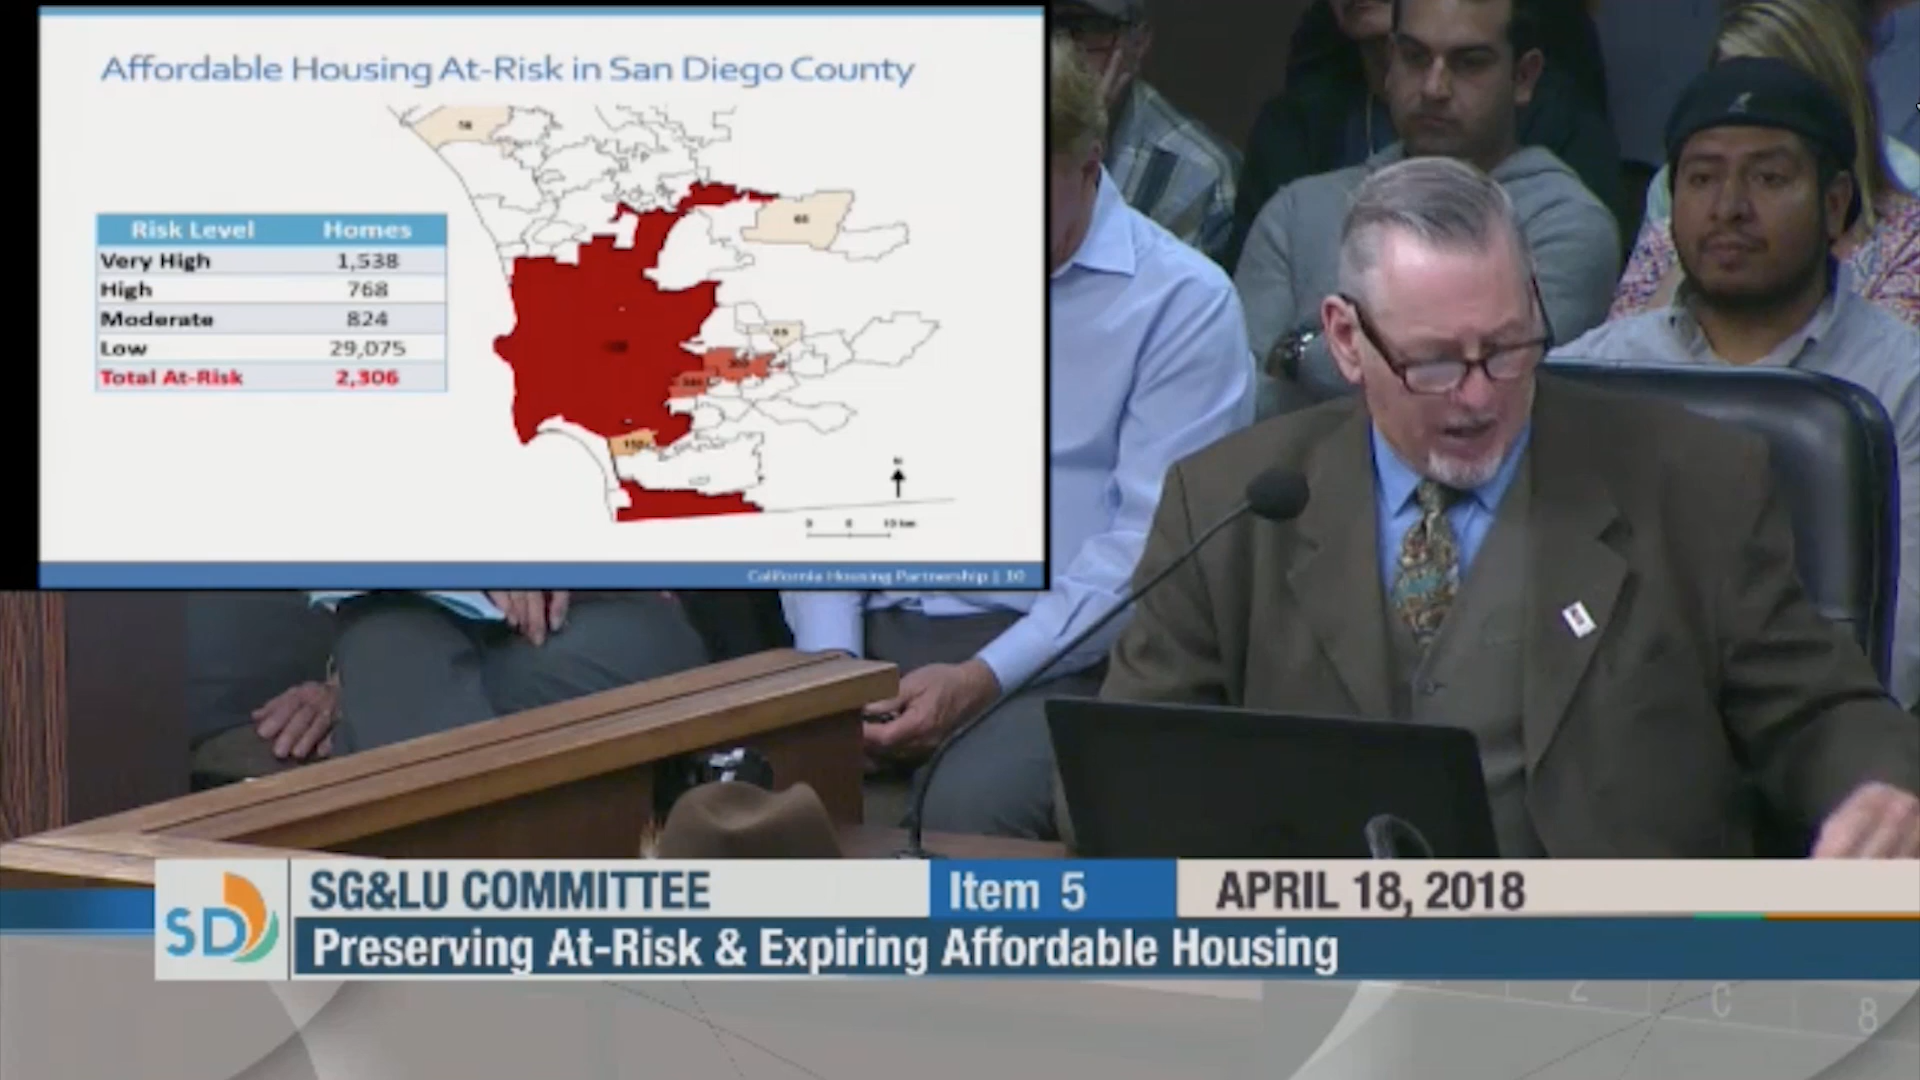 Affordable Housing At-Risk in San Diego County
Risk Level Homes
Very High 1,538
High 768
Moderate 824
Low 29,075
Total At-Risk 2,306
California Housing Partnership | 10
SD
SG&LU COMMITTEE
Item 5
APRIL 18, 2018
Preserving At-Risk & Expiring Affordable Housing
2 C 8